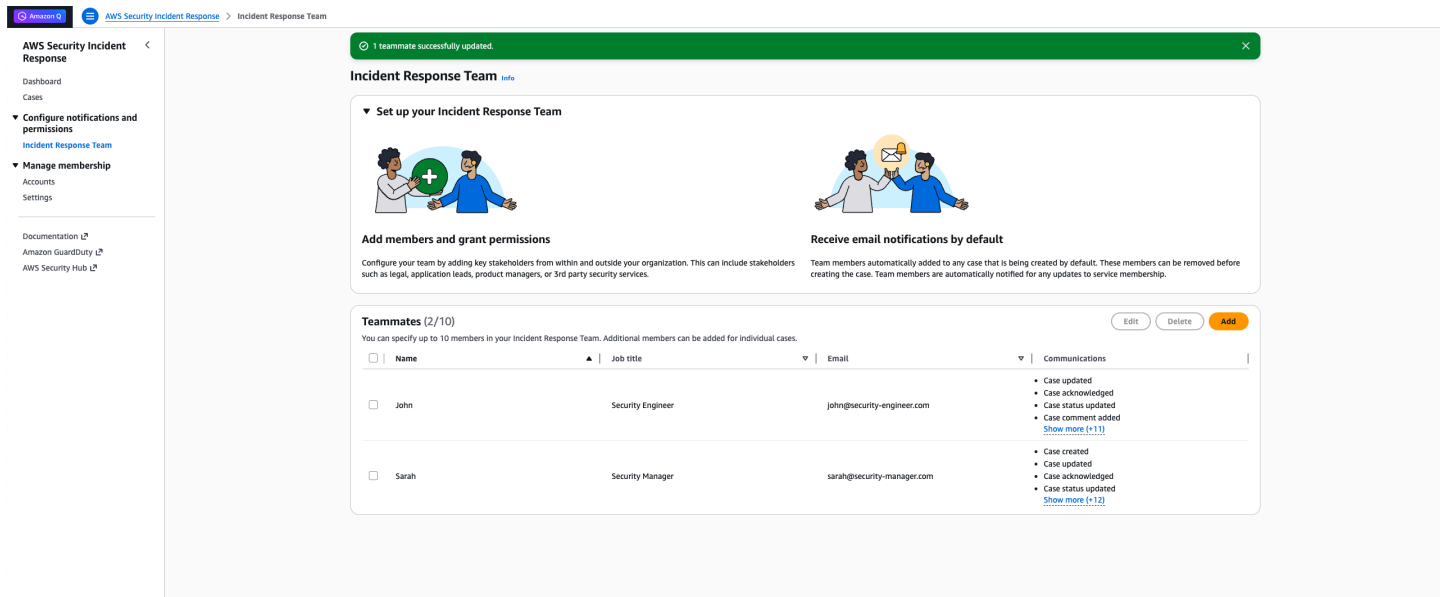 Amazon Q
AWS Security Incident Response > Incident Response Team
AWS Security Incident
Response
Dashboard
Cases
Configure notifications and
permissions
Incident Response Team
Manage membership
Accounts
Settings
Documentation
Amazon GuardDuty
AWS Security Hub
1 teammate successfully updated.
Incident Response Team Info
Set up your Incident Response Team
Add members and grant permissions
Configure your team by adding key stakeholders from within and outside your organization. This can include stakeholders
such as legal, application leads, product managers, or 3rd party security services.
Receive email notifications by default
Team members automatically added to any case that is being created by default. These members can be removed before
creating the case. Team members are automatically notified for any updates to service membership.
Teammates (2/10)
Edit Delete Add
You can specify up to 10 members in your Incident Response Team. Additional members can be added for individual cases.
Name Job title Email Communications
John Security Engineer john@security-engineer.com
Case updated
Case acknowledged
Case status updated
Case comment added
Show more (+11)
Sarah Security Manager sarah@security-manager.com
Case created
Case updated
Case acknowledged
Case status updated
Show more (+12)